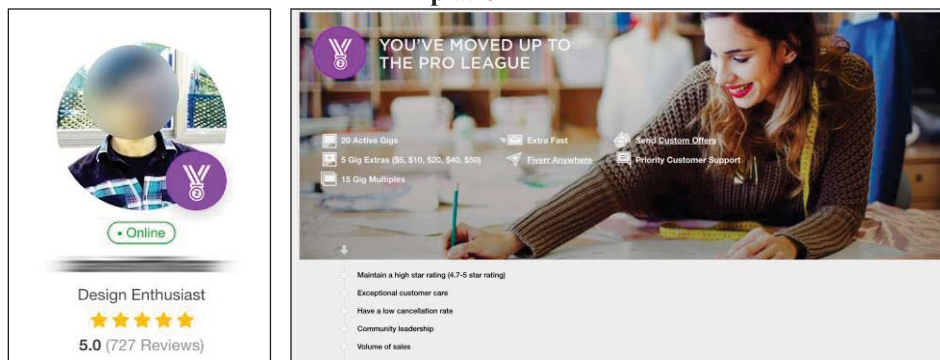 • Online
Design Enthusiast
5.0 (727 Reviews)
2
YOU'VE MOVED UP TO
THE PRO LEAGUE
2
20 Active Gigs
5 Gig Extras ($5, $10, $20, $40, $50)
15 Gig Multiples
Extra Fast
Fiverr Anywhere
Send Custom Offers
Priority Customer Support
Maintain a high star rating (4.7-5 star rating)
Exceptional customer care
Have a low cancellation rate
Community leadership
Volume of sales